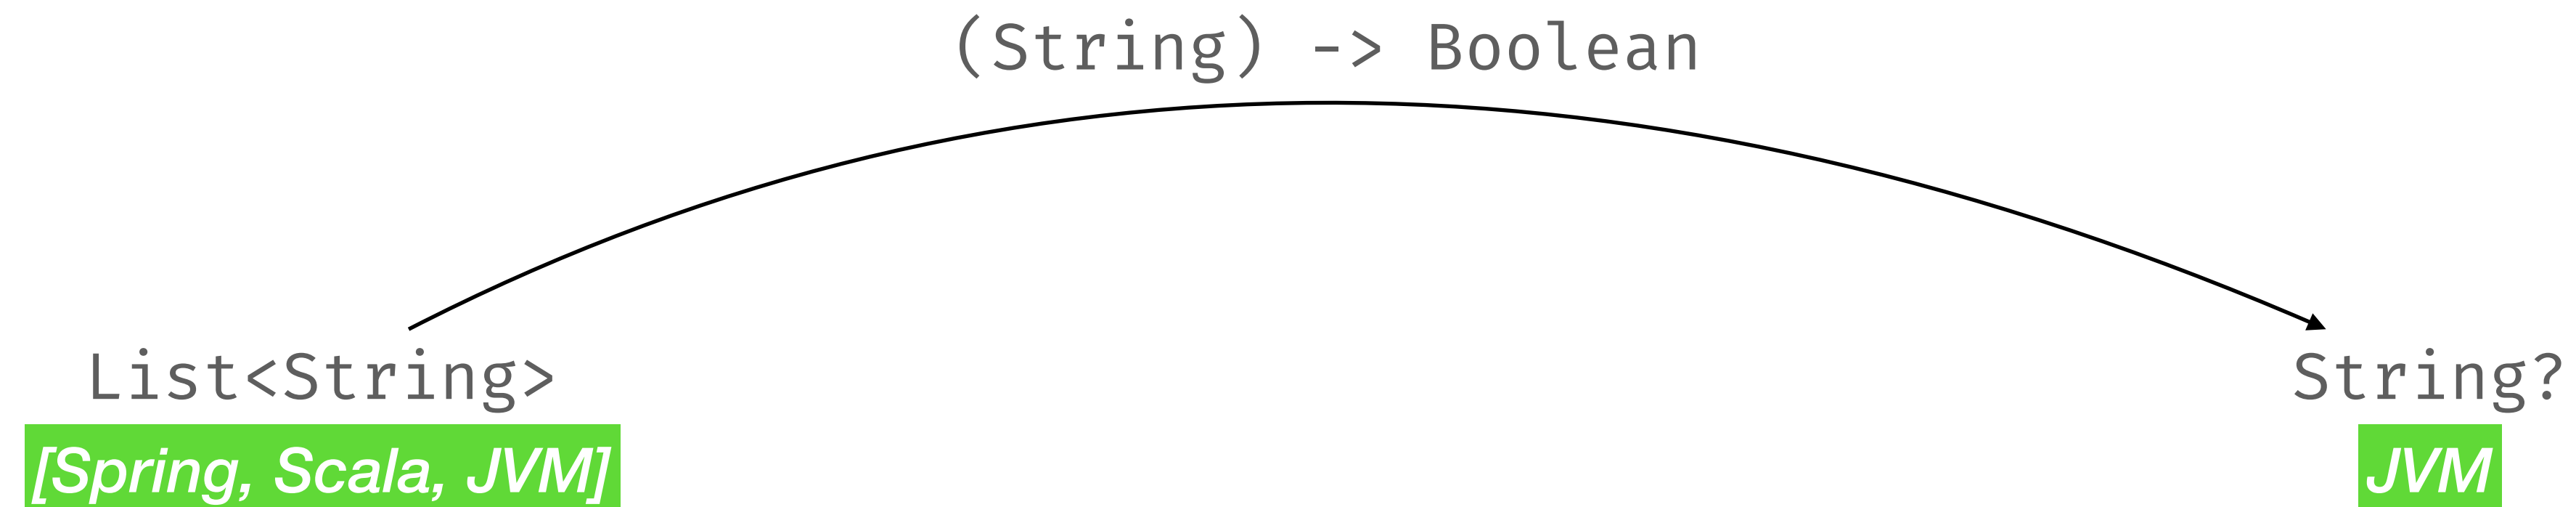 (String) -> Boolean
List<String>
String?
[Spring, Scala, JVM]
JVM